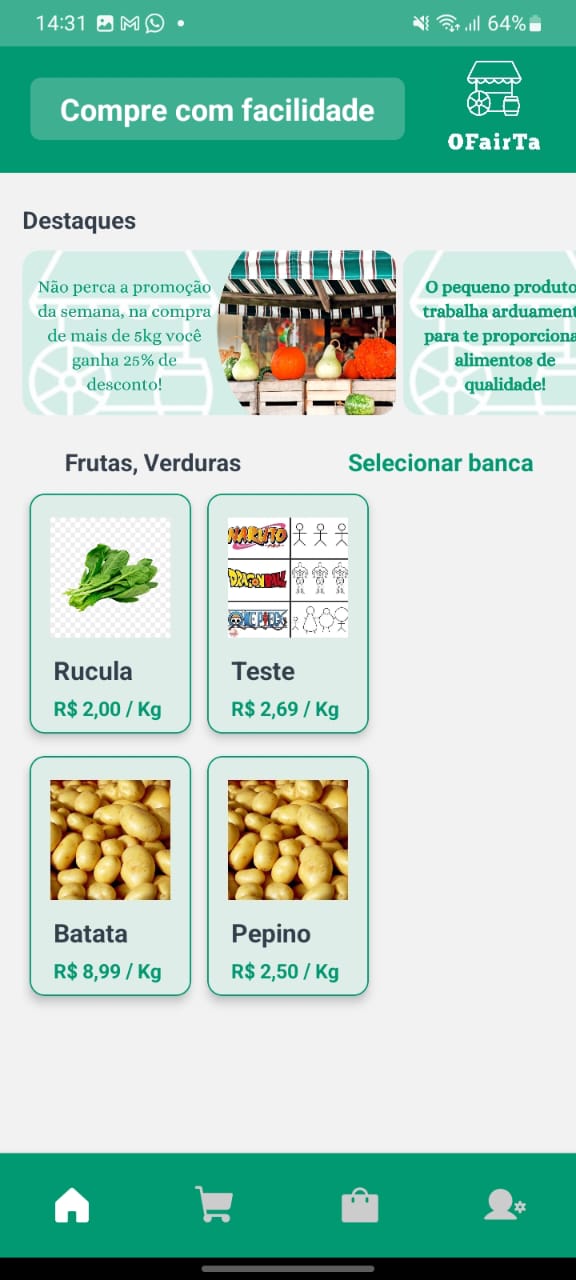 14:31
64%
Compre com facilidade
OFairTa
Destaques
Não perca a promoção
da semana, na compra
de mais de 5kg você
ganha 25% de
desconto!
O pequeno produto
trabalha arduament
para te proporciona
alimentos de
qualidade!
Frutas, Verduras
Selecionar banca
NARUTO
DRAGONBALL
ONE PIECE
Rucula
R$ 2,00 / Kg
Teste
R$ 2,69 / Kg
Batata
R$ 8,99 / Kg
Pepino
R$ 2,50 / Kg